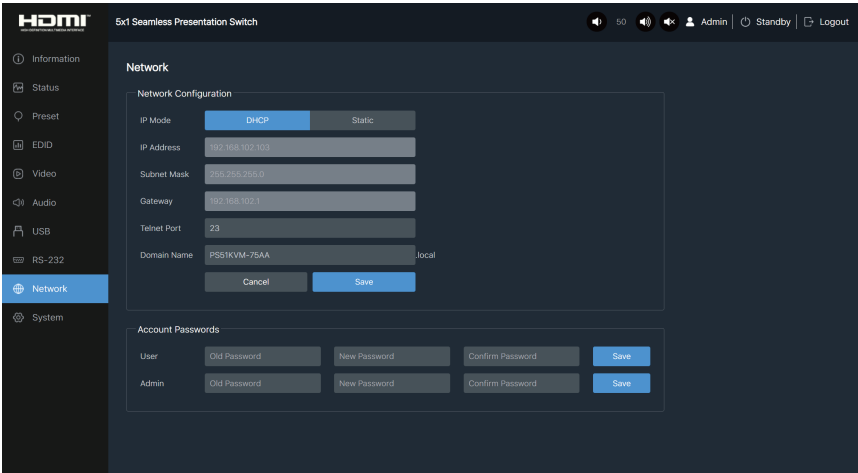 HDMI™
HIGH-DEFINITION MULTIMEDIA INTERFACE
5x1 Seamless Presentation Switch
50
Admin
Standby
Logout
Information
Status
Preset
EDID
Video
Audio
USB
RS-232
Network
System
Network
Network Configuration
IP Mode DHCP Static
IP Address 192.168.102.103
Subnet Mask 255.255.255.0
Gateway 192.168.102.1
Telnet Port 23
Domain Name PS51KVM-75AA .local
Cancel Save
Account Passwords
User Old Password New Password Confirm Password Save
Admin Old Password New Password Confirm Password Save